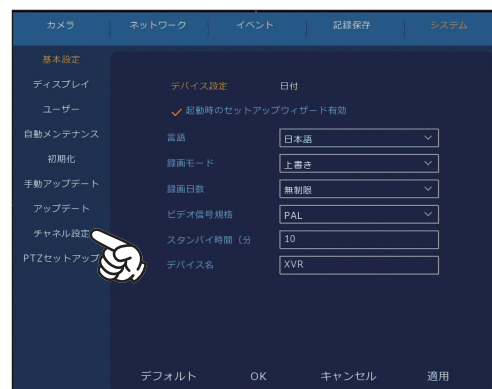 カメラ ネットワーク イベント 記録保存 システム
基本設定
ディスプレイ
ユーザー
自動メンテナンス
初期化
手動アップデート
アップデート
チャネル設定
PTZセットアップ
デバイス設定 日付
起動時のセットアップウィザード有効
言語 日本語
録画モード 上書き
録画日数 無制限
ビデオ信号規格 PAL
スタンバイ時間（分 10
デバイス名 XVR
デフォルト OK キャンセル 適用